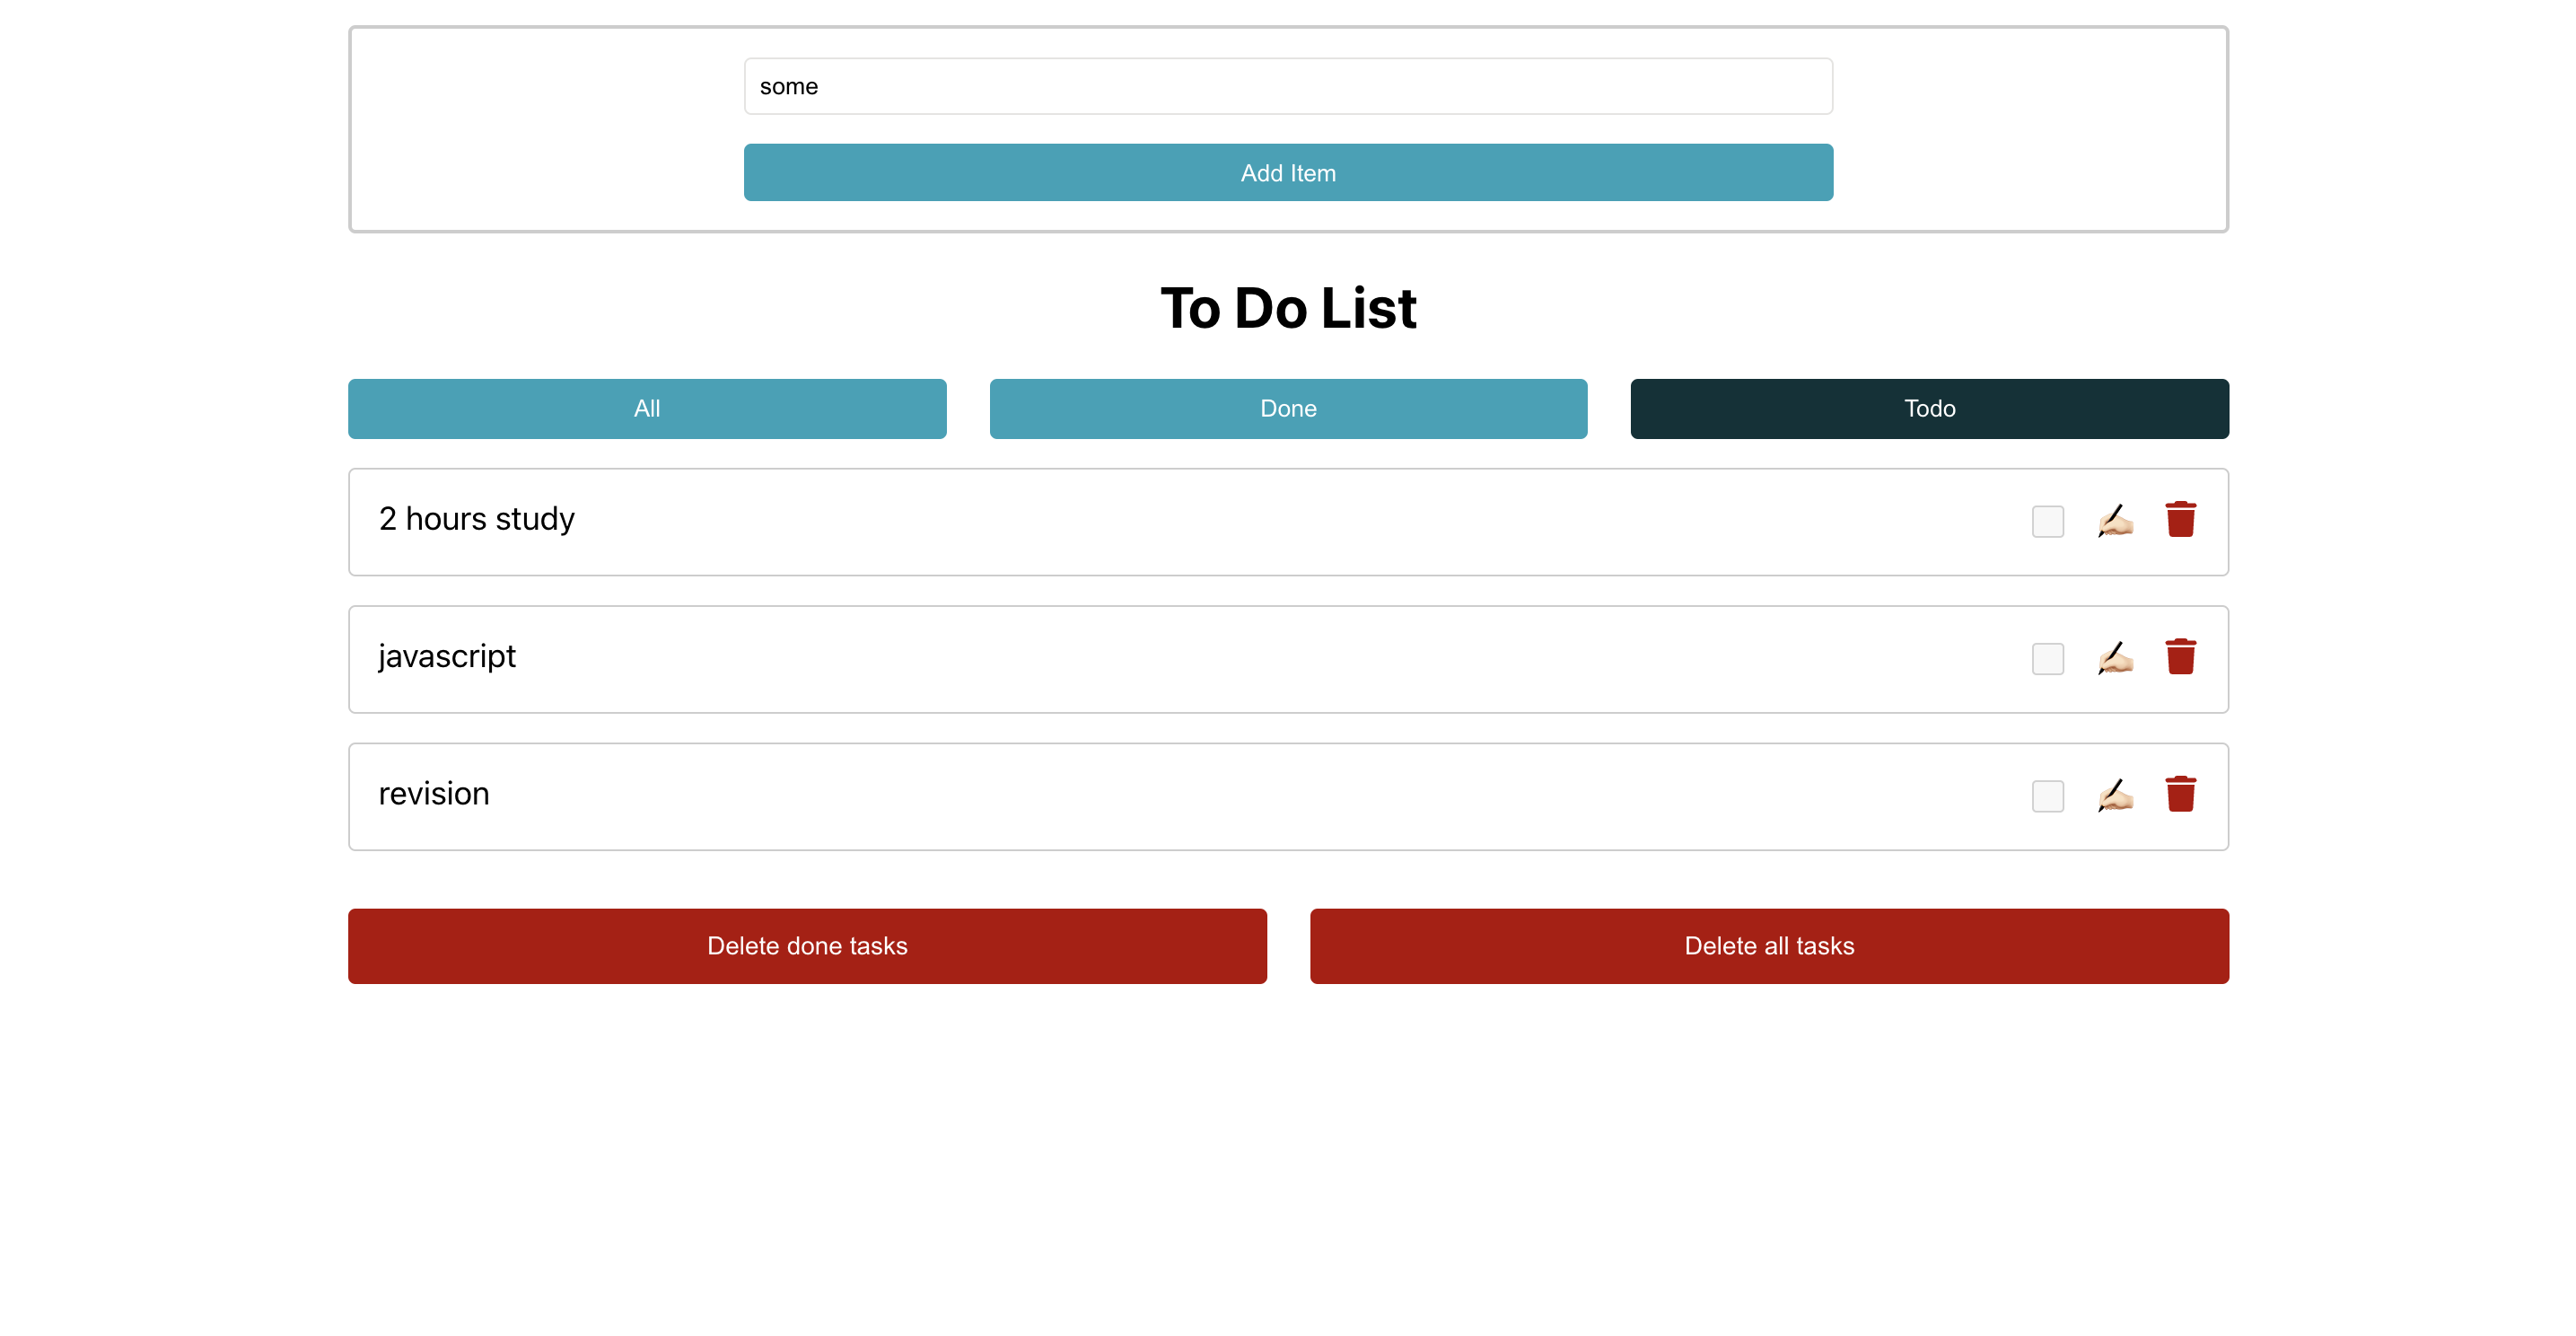 some
Add Item
To Do List
All Done Todo
2 hours study
javascript
revision
Delete done tasks Delete all tasks